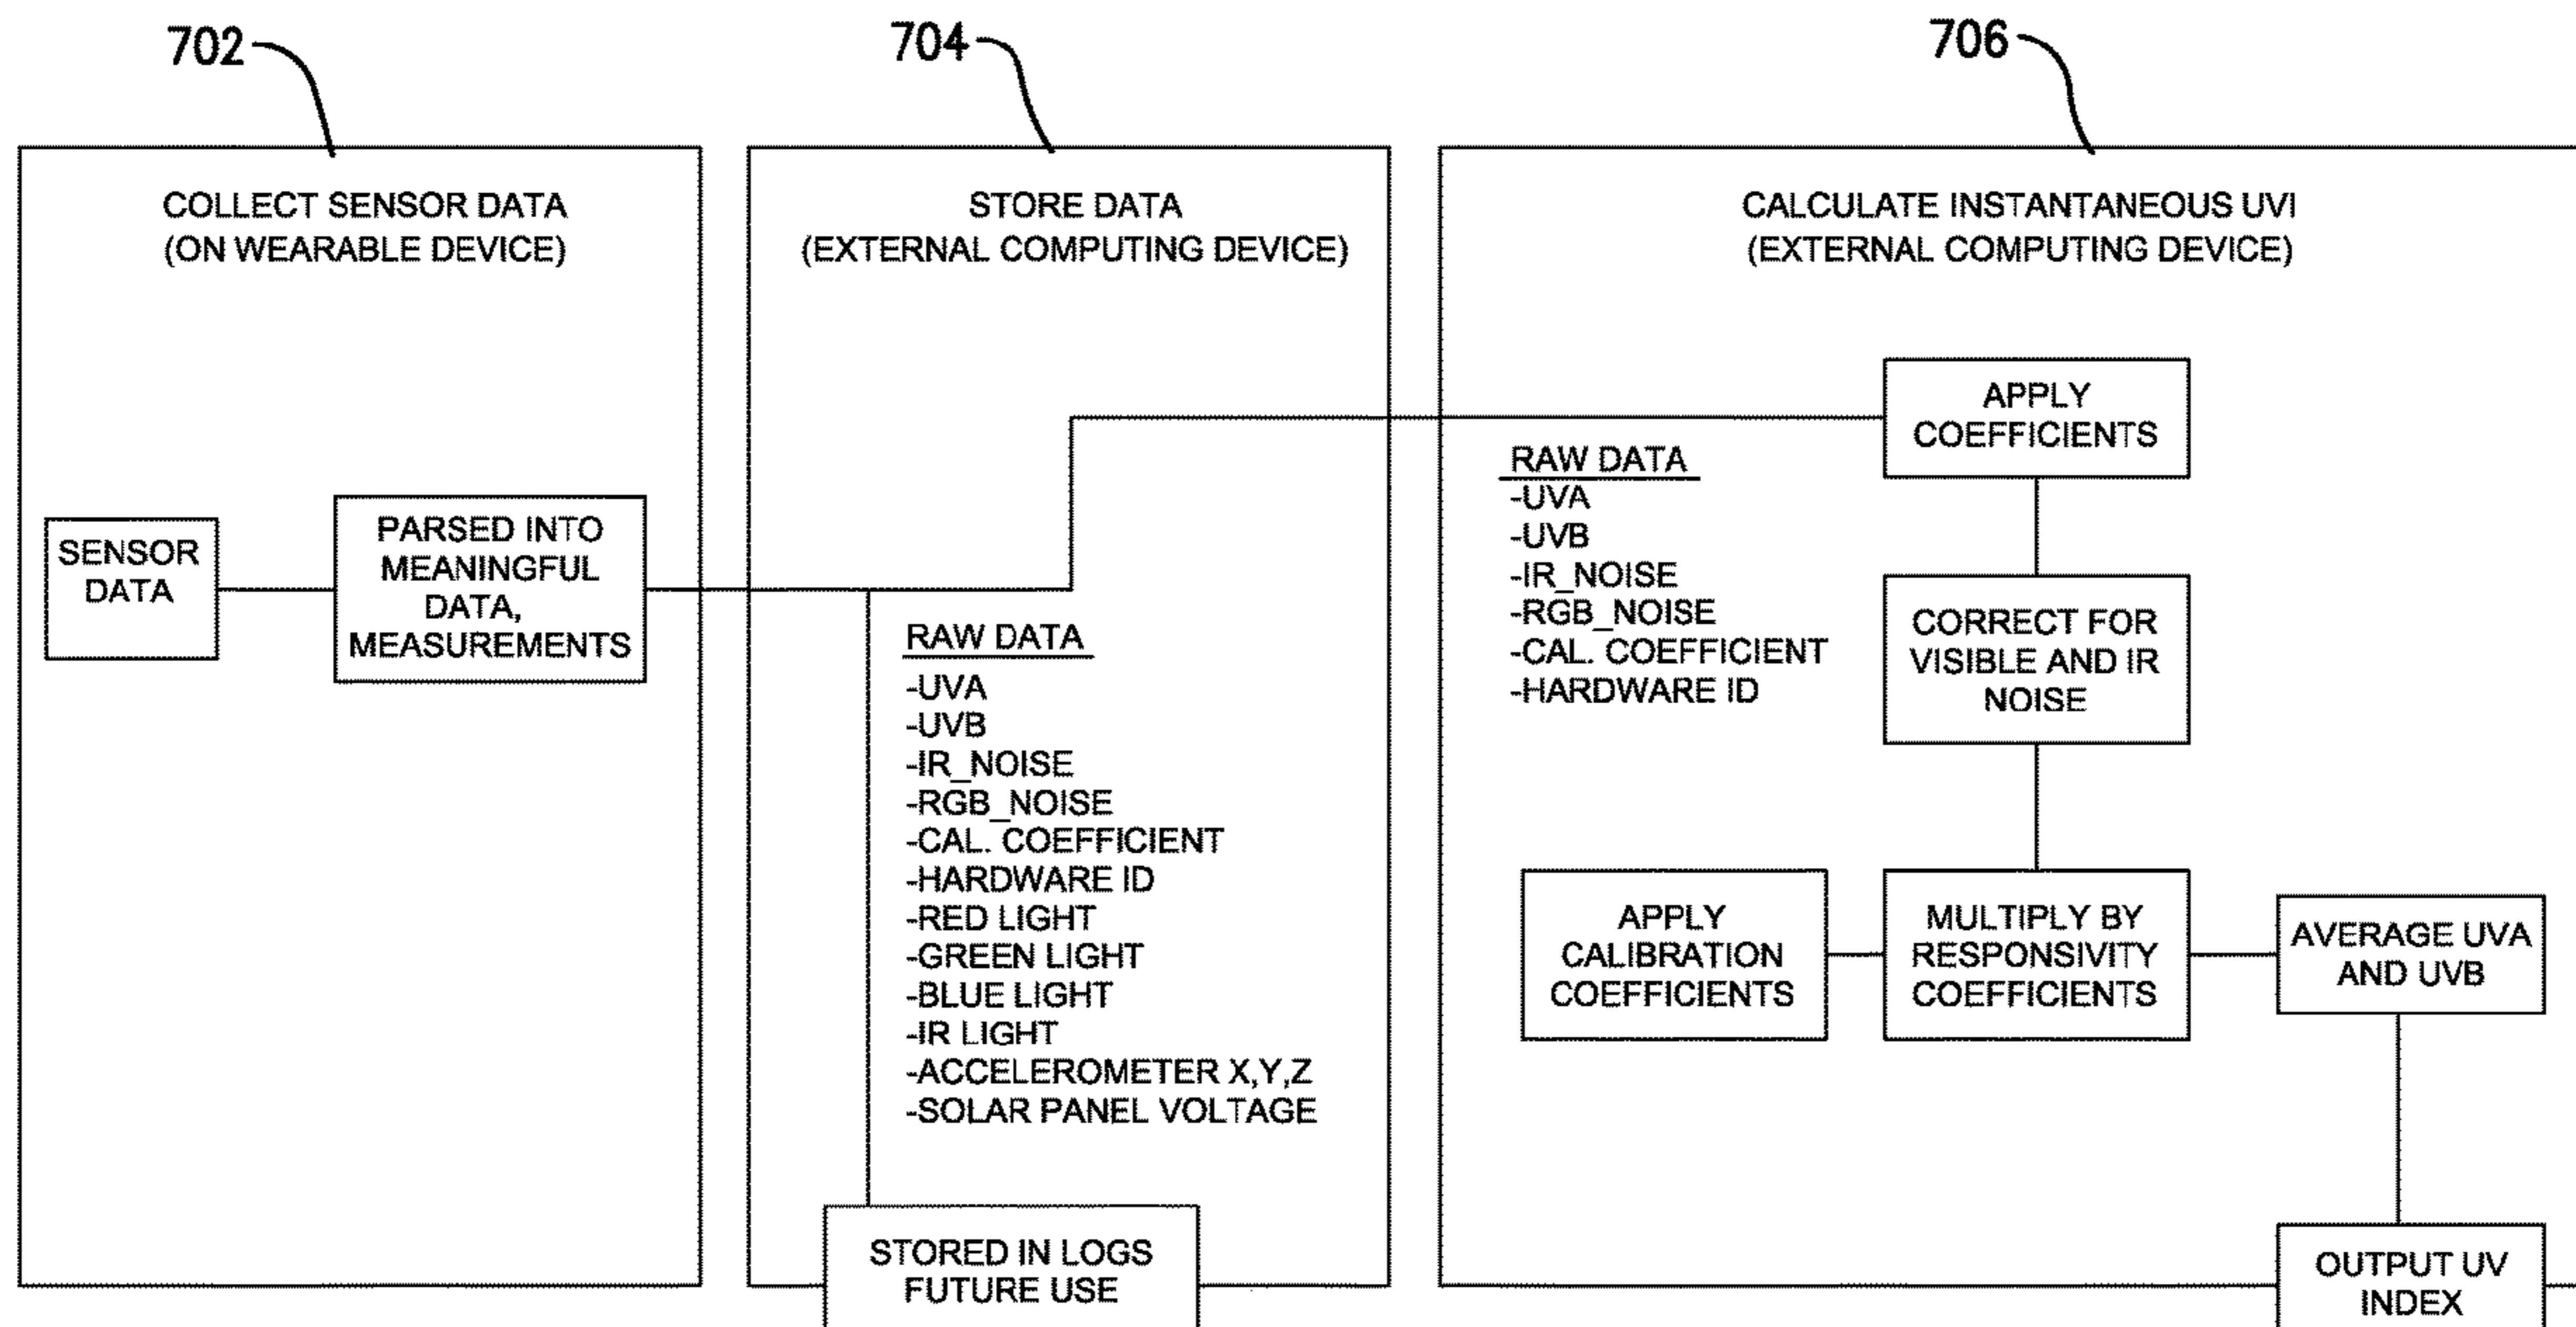 702
704
706
COLLECT SENSOR DATA
(ON WEARABLE DEVICE)
SENSOR
DATA
PARSED INTO
MEANINGFUL
DATA,
MEASUREMENTS
STORE DATA
(EXTERNAL COMPUTING DEVICE)
RAW DATA
-UVA
-UVB
-IR_NOISE
-RGB_NOISE
-CAL. COEFFICIENT
-HARDWARE ID
-RED LIGHT
-GREEN LIGHT
-BLUE LIGHT
-IR LIGHT
-ACCELEROMETER X,Y,Z
-SOLAR PANEL VOLTAGE
STORED IN LOGS
FUTURE USE
CALCULATE INSTANTANEOUS UVI
(EXTERNAL COMPUTING DEVICE)
RAW DATA
-UVA
-UVB
-IR_NOISE
-RGB_NOISE
-CAL. COEFFICIENT
-HARDWARE ID
APPLY
COEFFICIENTS
CORRECT FOR
VISIBLE AND IR
NOISE
APPLY
CALIBRATION
COEFFICIENTS
MULTIPLY BY
RESPONSIVITY
COEFFICIENTS
AVERAGE UVA
AND UVB
OUTPUT UV
INDEX